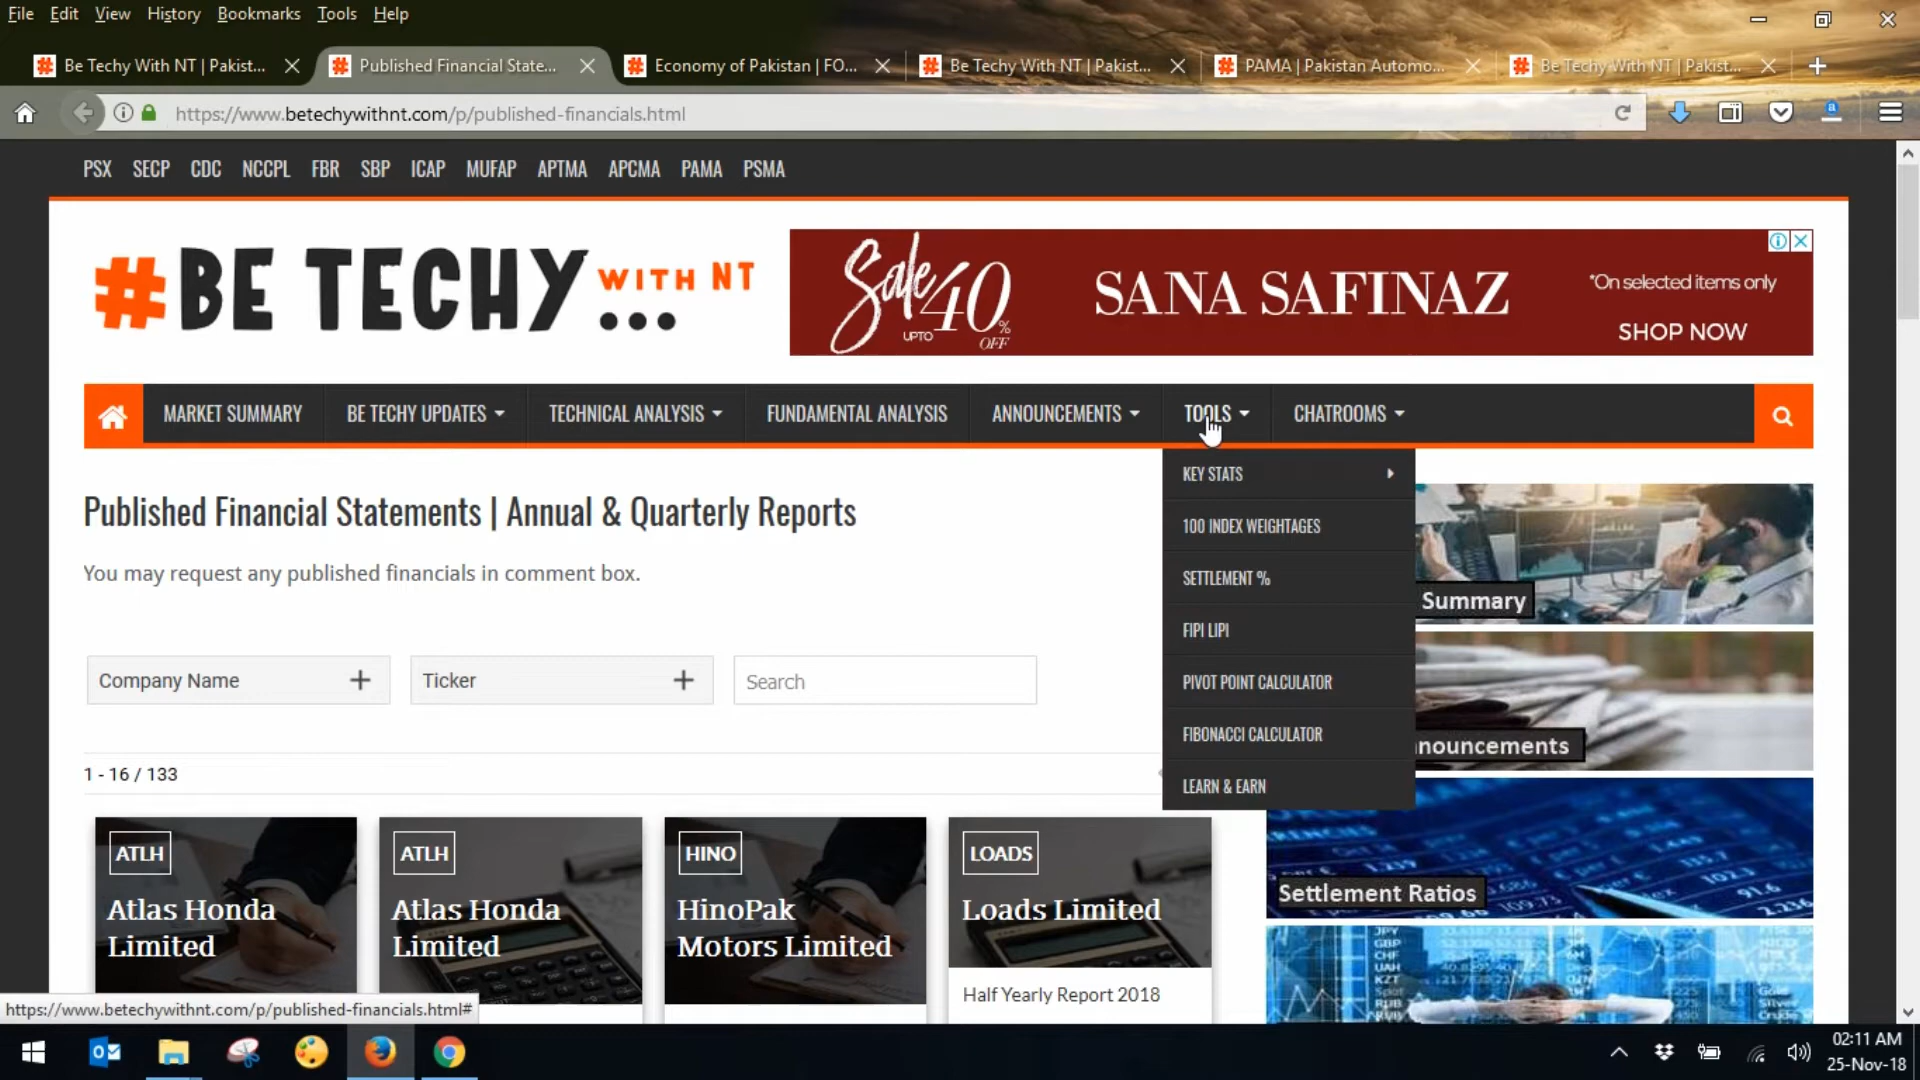 File Edit View History Bookmarks Tools Help
Be Techy With NT | Pakist...
Published Financial State...
Economy of Pakistan | FO...
Be Techy With NT | Pakist...
PAMA | Pakistan Automo...
Be Techy With NT | Pakist...
https://www.betechywithnt.com/p/published-financials.html
PSX SECP CDC NCCPL FBR SBP ICAP MUFAP APTMA APCMA PAMA PSMA
#BE TECHY... WITH NT
Sale UPTO 40% OFF
SANA SAFINAZ
*On selected items only
SHOP NOW
MARKET SUMMARY BE TECHY UPDATES TECHNICAL ANALYSIS FUNDAMENTAL ANALYSIS ANNOUNCEMENTS TOOLS CHATROOMS
KEY STATS
100 INDEX WEIGHTAGES
SETTLEMENT %
FIPI LIPI
PIVOT POINT CALCULATOR
FIBONACCI CALCULATOR
LEARN & EARN
Published Financial Statements | Annual & Quarterly Reports
You may request any published financials in comment box.
Company Name + Ticker + Search
1 - 16 / 133
ATLH
Atlas Honda
Limited
ATLH
Atlas Honda
Limited
HINO
HinoPak
Motors Limited
LOADS
Loads Limited
Half Yearly Report 2018
Summary
nouncements
Settlement Ratios
JPY
GBP
CHF
UAH
KZT
RUB
https://www.betechywithnt.com/p/published-financials.html#
02:11 AM
25-Nov-18